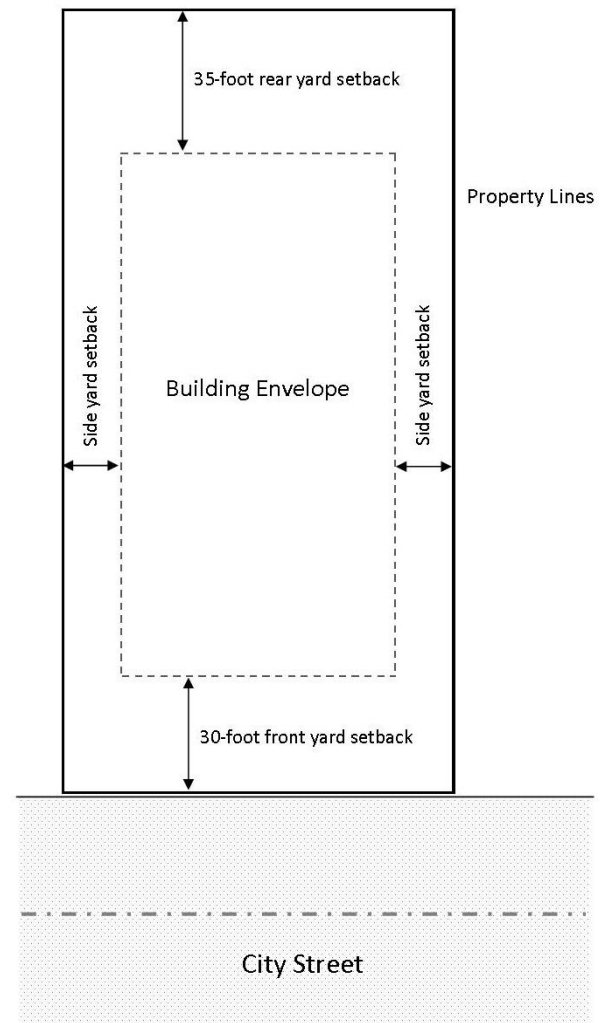 35-foot rear yard setback
Property Lines
Side yard setback
Side yard setback
Building Envelope
30-foot front yard setback
City Street